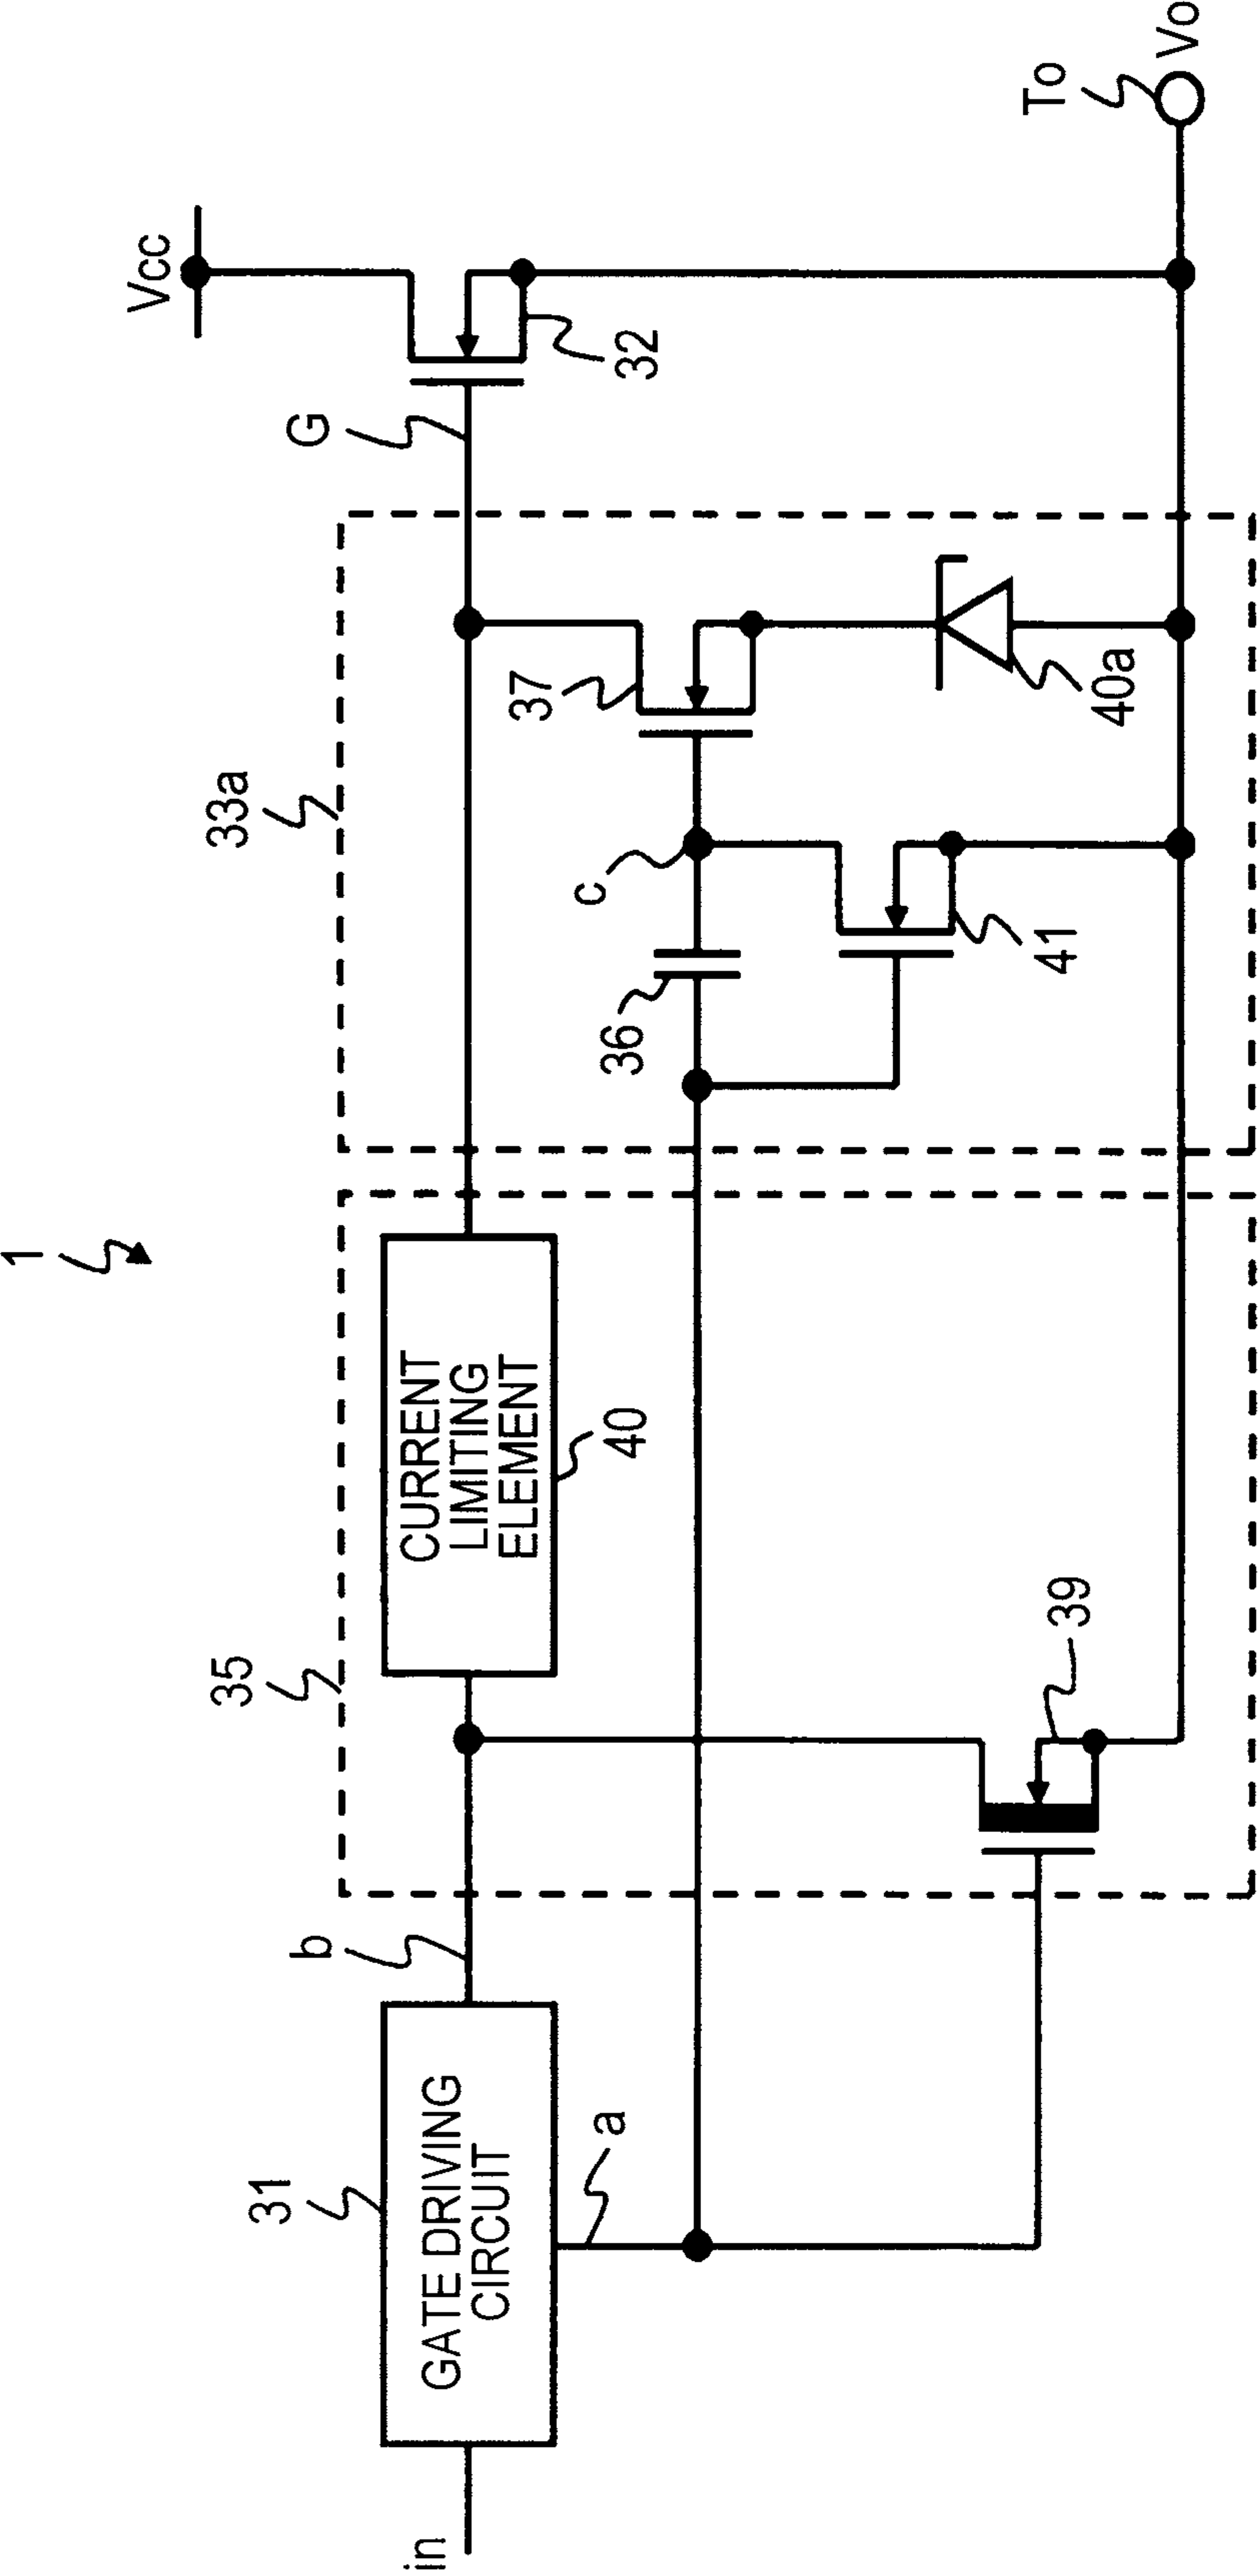 1
in
31
GATE DRIVING
CIRCUIT
a
b
35
CURRENT
LIMITING
ELEMENT
40
39
33a
36
c
41
37
40a
G
32
Vcc
To
Vo